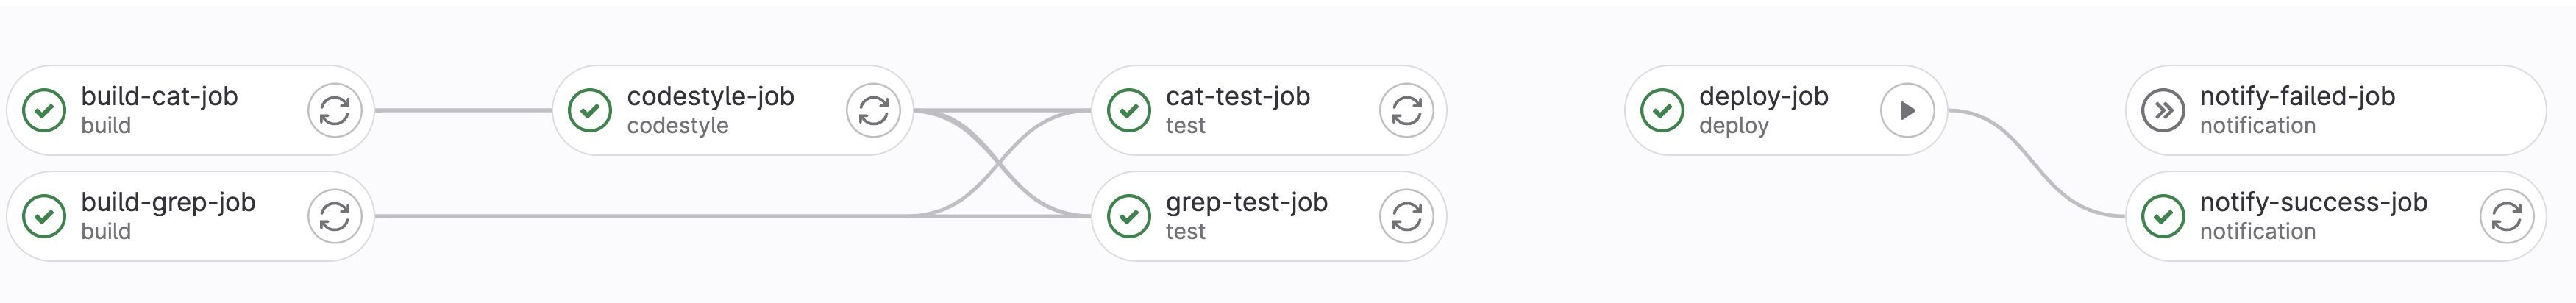 build-cat-job
build
build-grep-job
build
codestyle-job
codestyle
cat-test-job
test
grep-test-job
test
deploy-job
deploy
notify-failed-job
notification
notify-success-job
notification